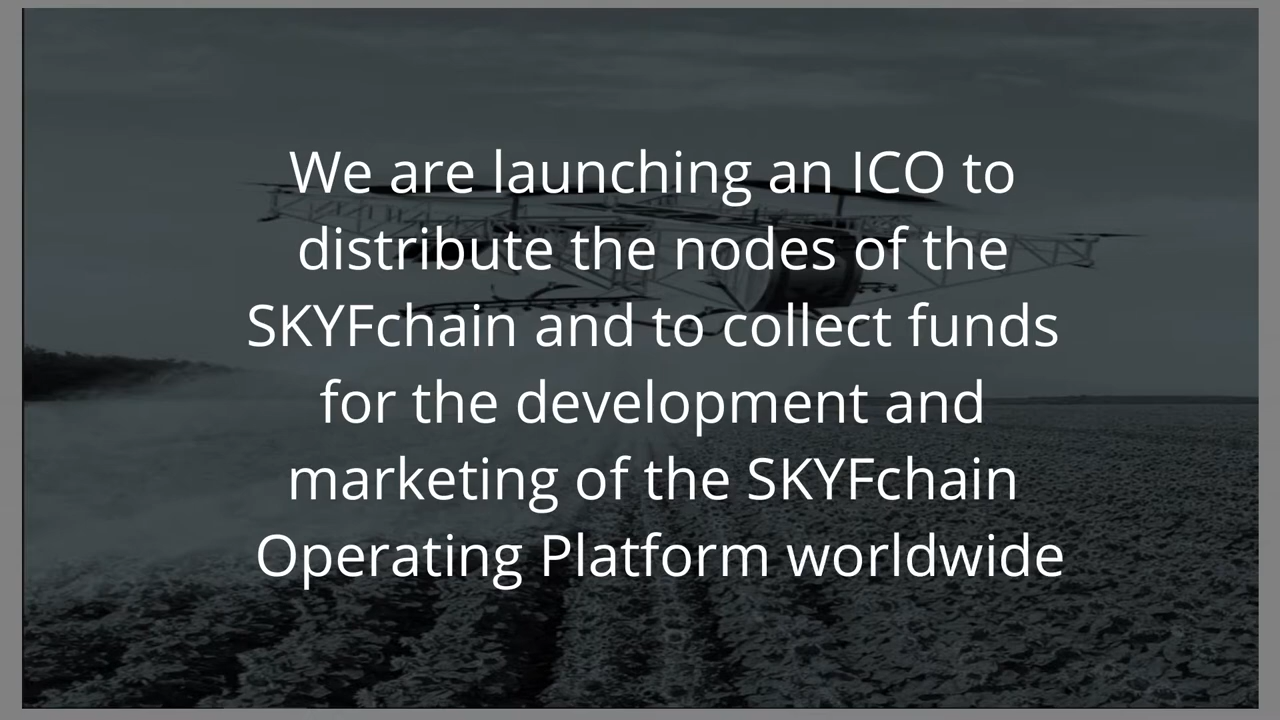 We are launching an ICO to
distribute the nodes of the
SKYFchain and to collect funds
for the development and
marketing of the SKYFchain
Operating Platform worldwide